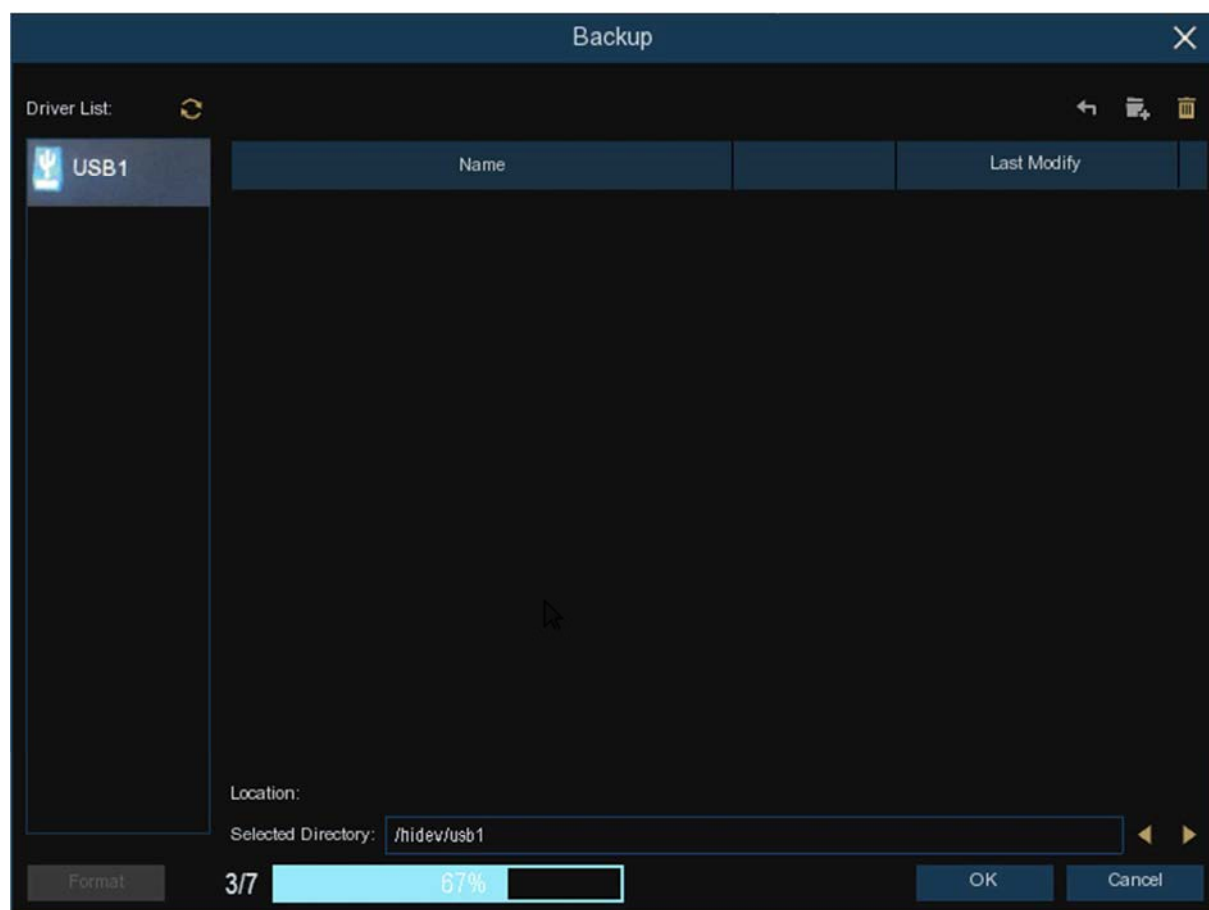 Backup
Driver List:
USB1
Name Last Modify
Location:
Selected Directory: /hidev/usb1
Format 3/7 67% OK Cancel